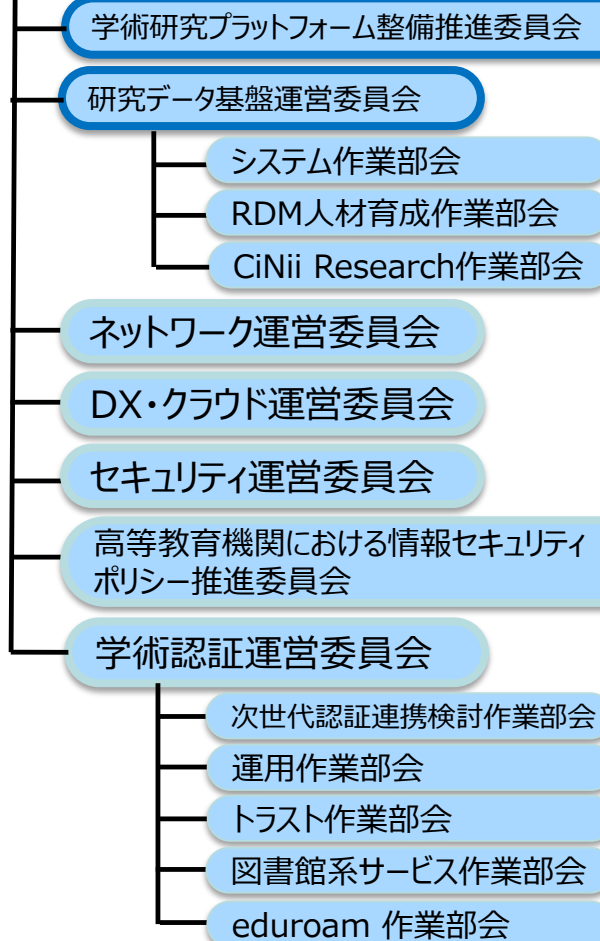 学術研究プラットフォーム整備推進委員会
研究データ基盤運営委員会
システム作業部会
RDM人材育成作業部会
CiNii Research作業部会
ネットワーク運営委員会
DX・クラウド運営委員会
セキュリティ運営委員会
高等教育機関における情報セキュリティ
ポリシー推進委員会
学術認証運営委員会
次世代認証連携検討作業部会
運用作業部会
トラスト作業部会
図書館系サービス作業部会
eduroam 作業部会